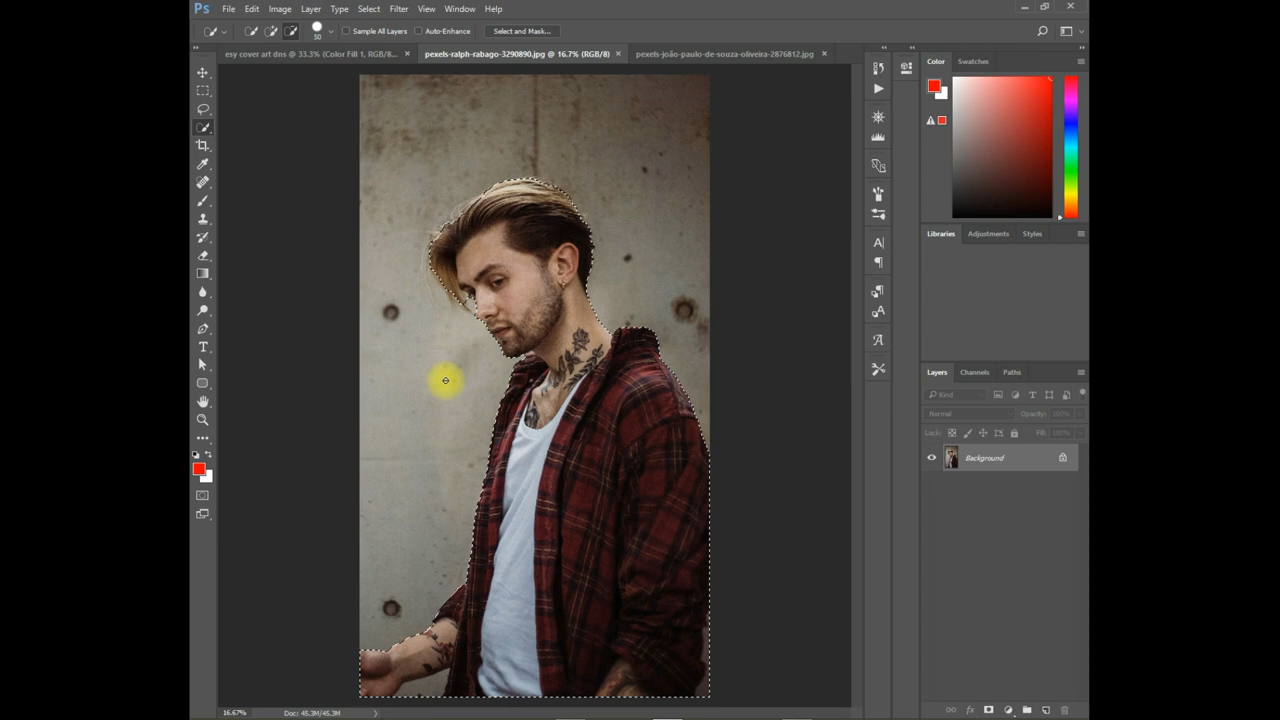 Ps File Edit Image Layer Type Select Filter View Window Help
50 Sample All Layers Auto-Enhance Select and Mask...
esy cover art dns @ 33.3% (Color Fill 1, RGB/8... × pexels-ralph-rabago-3290890.jpg @ 16.7% (RGB/8) × pexels-joão-paulo-de-souza-oliveira-2876812.jpg ×
Color Swatches
Libraries Adjustments Styles
Layers Channels Paths
Kind
Normal Opacity: 100%
Lock: Fill: 100%
Background
16.67% Doc: 45.3M/45.3M